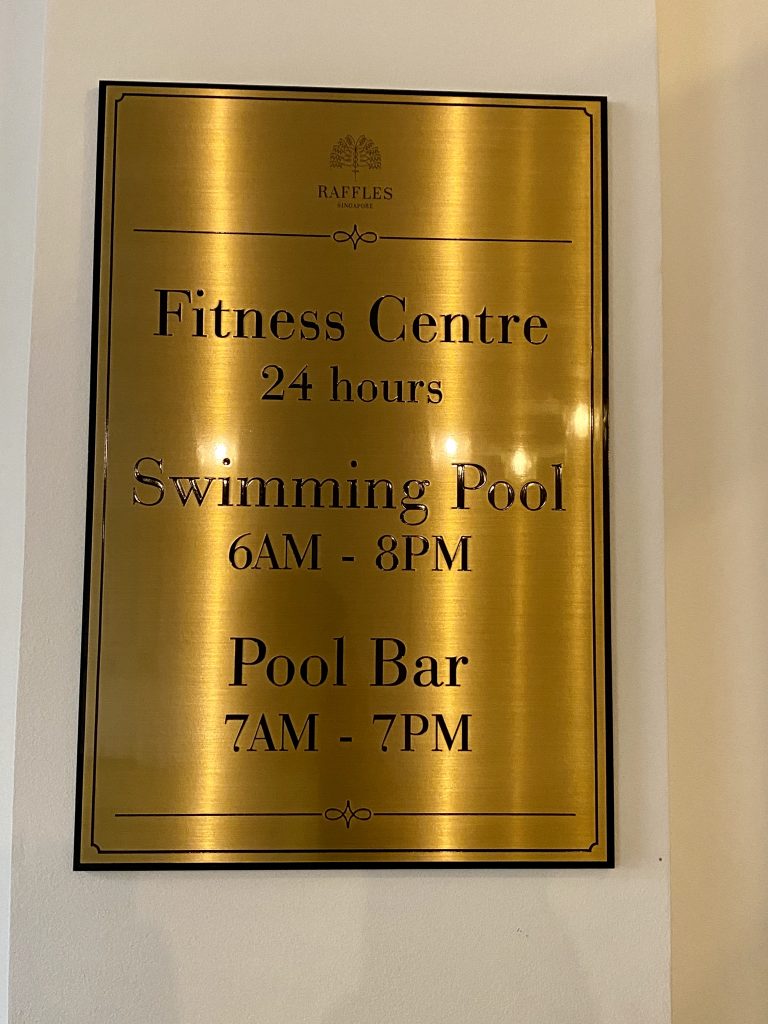 RAFFLES
SINGAPORE
Fitness Centre
24 hours
Swimming Pool
6AM - 8PM
Pool Bar
7AM - 7PM